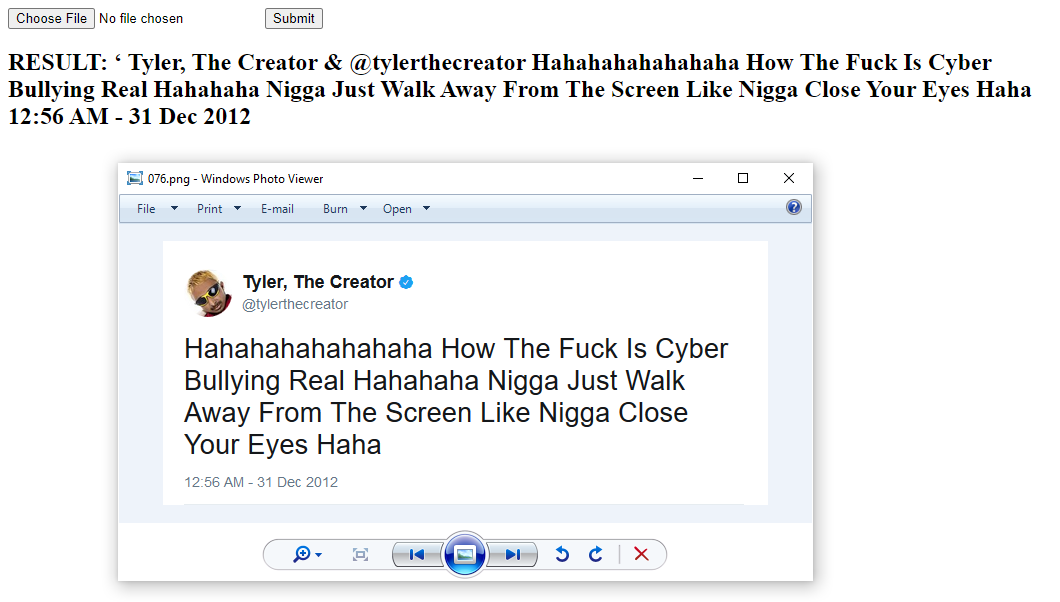 Choose File No file chosen Submit
RESULT: ‘ Tyler, The Creator & @tylerthecreator Hahahahahahahaha How The Fuck Is Cyber
Bullying Real Hahahaha Nigga Just Walk Away From The Screen Like Nigga Close Your Eyes Haha
12:56 AM - 31 Dec 2012
076.png - Windows Photo Viewer
File Print E-mail Burn Open
Tyler, The Creator
@tylerthecreator
Hahahahahahahaha How The Fuck Is Cyber
Bullying Real Hahahaha Nigga Just Walk
Away From The Screen Like Nigga Close
Your Eyes Haha
12:56 AM - 31 Dec 2012